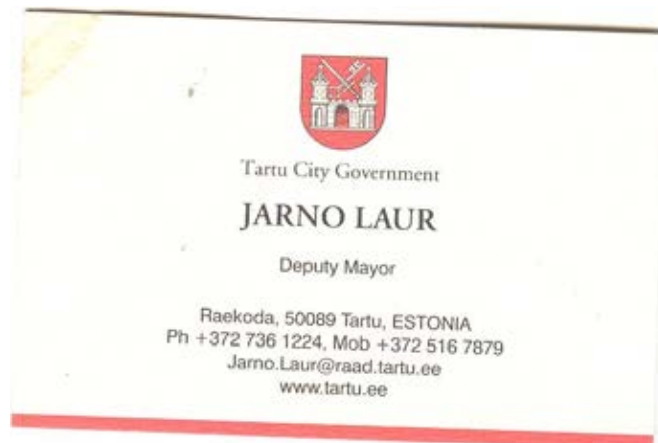 Tartu City Government
JARNO LAUR
Deputy Mayor
Raekoda, 50089 Tartu, ESTONIA
Ph +372 736 1224, Mob +372 516 7879
Jarno.Laur@raad.tartu.ee
www.tartu.ee